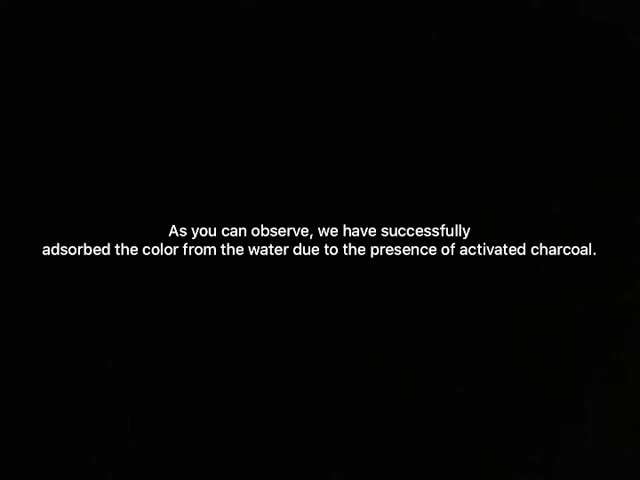 As you can observe, we have successfully
adsorbed the color from the water due to the presence of activated charcoal.